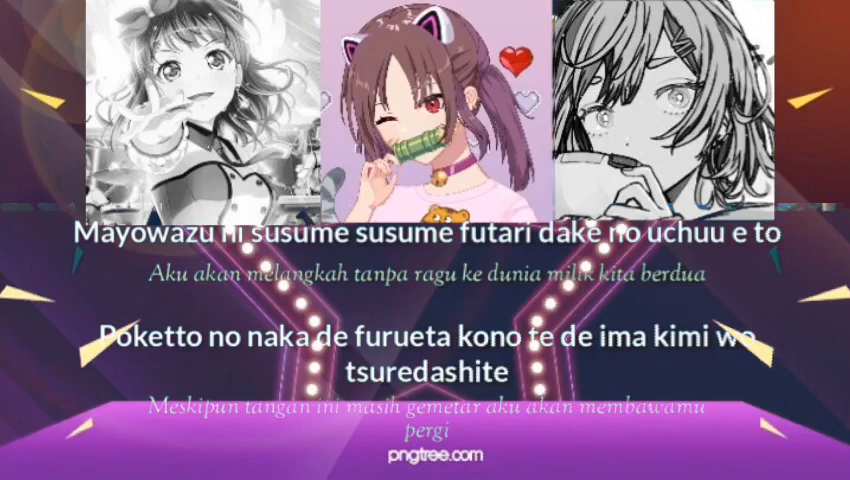 Mayowazu ni susume susume futari dake no uchuu e to
Aku akan melangkah tanpa ragu ke dunia milik kita berdua
Poketto no naka de furueta kono te de ima kimi wo
tsuredashite
Meskipun tangan ini masih gemetar aku akan membawamu
pergi
pngtree.com